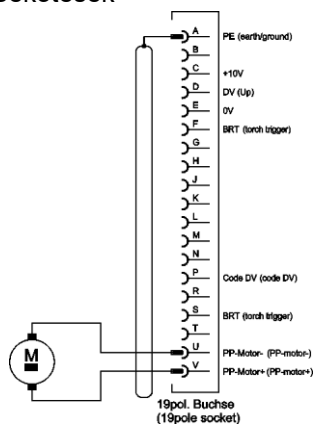 A PE (earth/ground)
B
C +10V
D DV (Up)
E 0V
F BRT (torch trigger)
G
H
J
K
L
M
N
P Code DV (code DV)
R
S BRT (torch trigger)
T
U PP-Motor- (PP-motor-)
V PP-Motor+ (PP-motor+)
M
19pol. Buchse
(19pole socket)